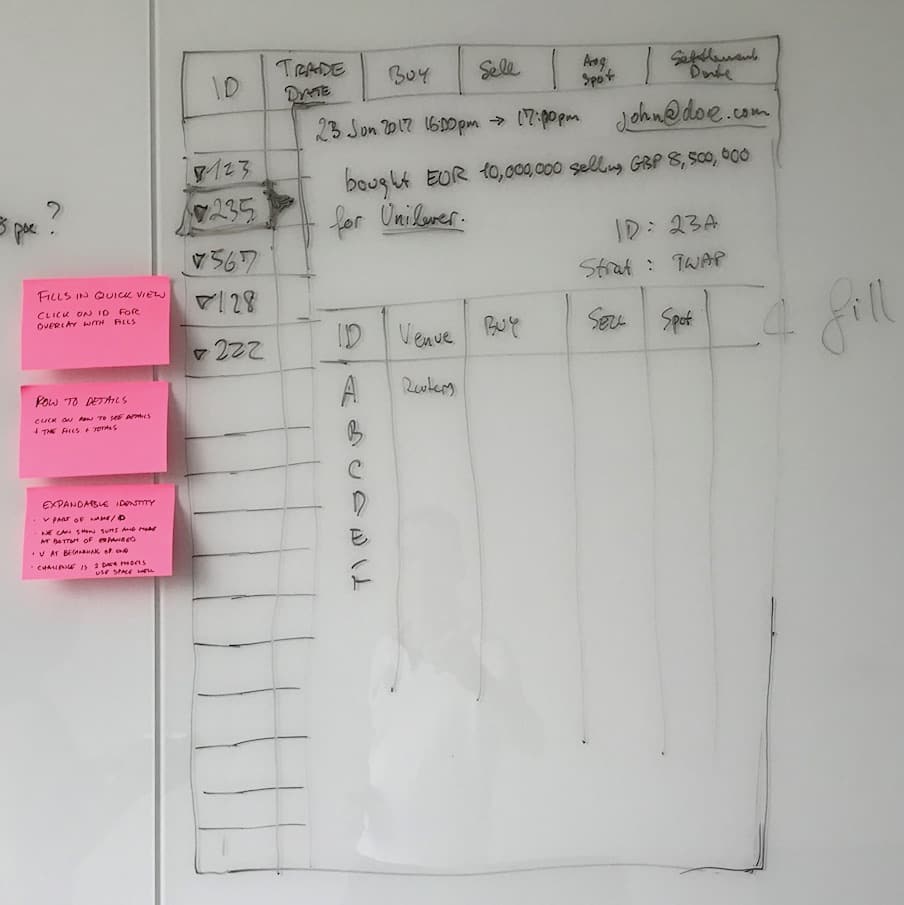 ID TRADE DATE BUY Sell Avg Spot Settlement Date
23 Jun 2017 16:00pm → 17:00pm john@doe.com
▼123
bought EUR 10,000,000 selling GBP 8,500,000
▼235
for Unilever.
ID: 23A
▼567
Strat: TWAP
▼128
▼222
ID Venue BUY SELL Spot
fill
A Reuters
B
C
D
E
F
?
FILLS IN QUICK VIEW
CLICK ON ID FOR
OVERLAY WITH FILLS
ROW TO DETAILS
CLICK ON ROW TO SEE DETAILS
+ THE FILLS + TOTALS
EXPANDABLE IDENTITY
· V PART OF NAME/ID
· WE CAN SHOW SUMS AND MORE
AT BOTTOM OF EXPANDED
· V AT BEGINNING OR END
· CHALLENGE IS 2 DATA MODELS
USE SPACE WELL